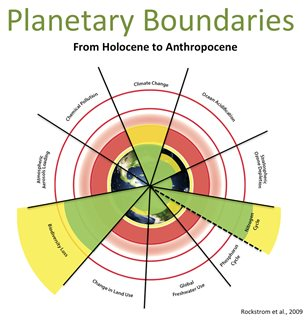 Planetary Boundaries
From Holocene to Anthropocene
Climate Change
Ocean Acidification
Stratospheric
Ozone Depletion
Nitrogen
Cycle
Phosphorus
Cycle
Global
Freshwater Use
Change in Land Use
Biodiversity Loss
Atmospheric
Aerosols Loading
Chemical Pollution
Rockstrom et al., 2009